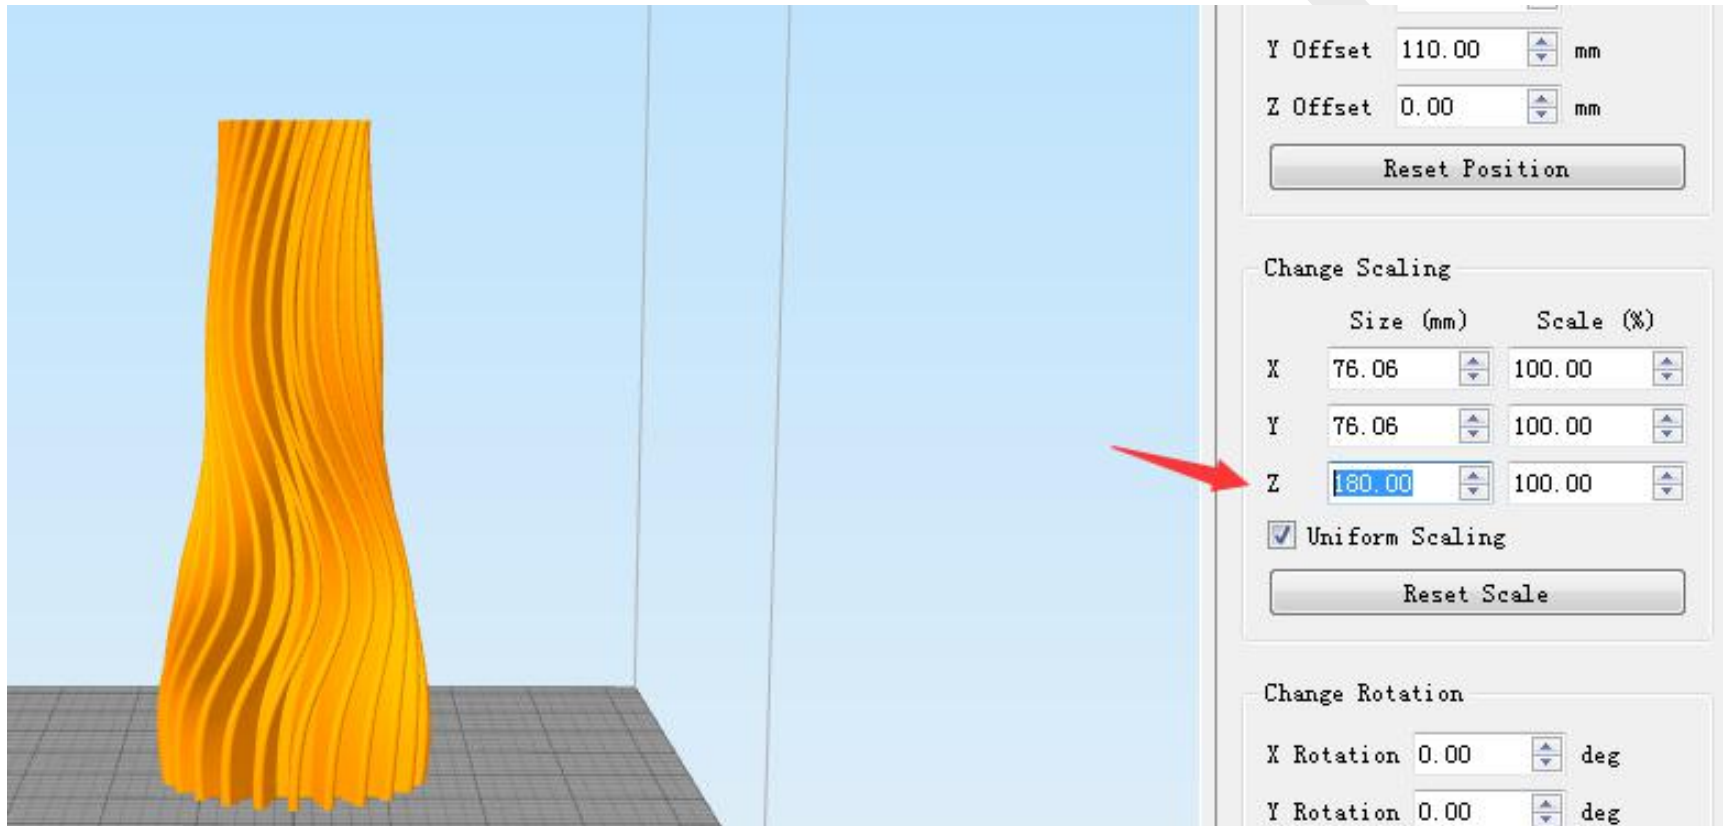 Y Offset 110.00 mm
Z Offset 0.00 mm
Reset Position
Change Scaling
Size (mm) Scale (%)
X 76.06 100.00
Y 76.06 100.00
Z 180.00 100.00
Uniform Scaling
Reset Scale
Change Rotation
X Rotation 0.00 deg
Y Rotation 0.00 deg